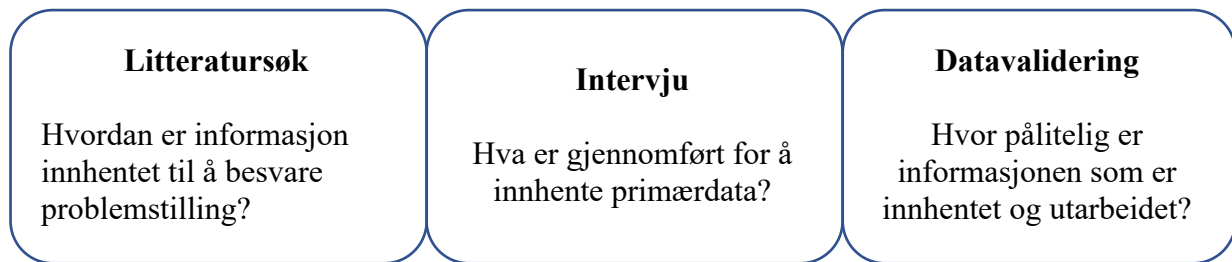 Litteratursøk
Hvordan er informasjon
innhentet til å besvare
problemstilling?
Intervju
Hva er gjennomført for å
innhente primærdata?
Datavalidering
Hvor pålitelig er
informasjonen som er
innhentet og utarbeidet?